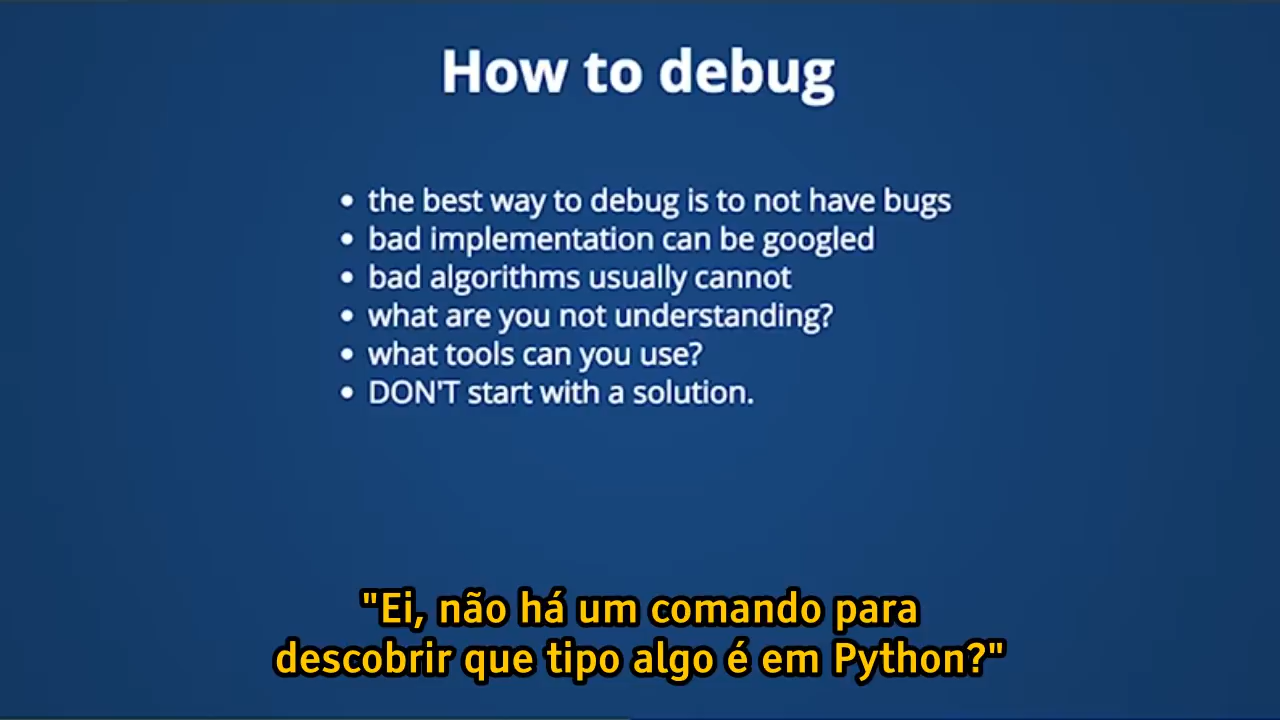 How to debug
• the best way to debug is to not have bugs
• bad implementation can be googled
• bad algorithms usually cannot
• what are you not understanding?
• what tools can you use?
• DON'T start with a solution.
"Ei, não há um comando para
descobrir que tipo algo é em Python?"